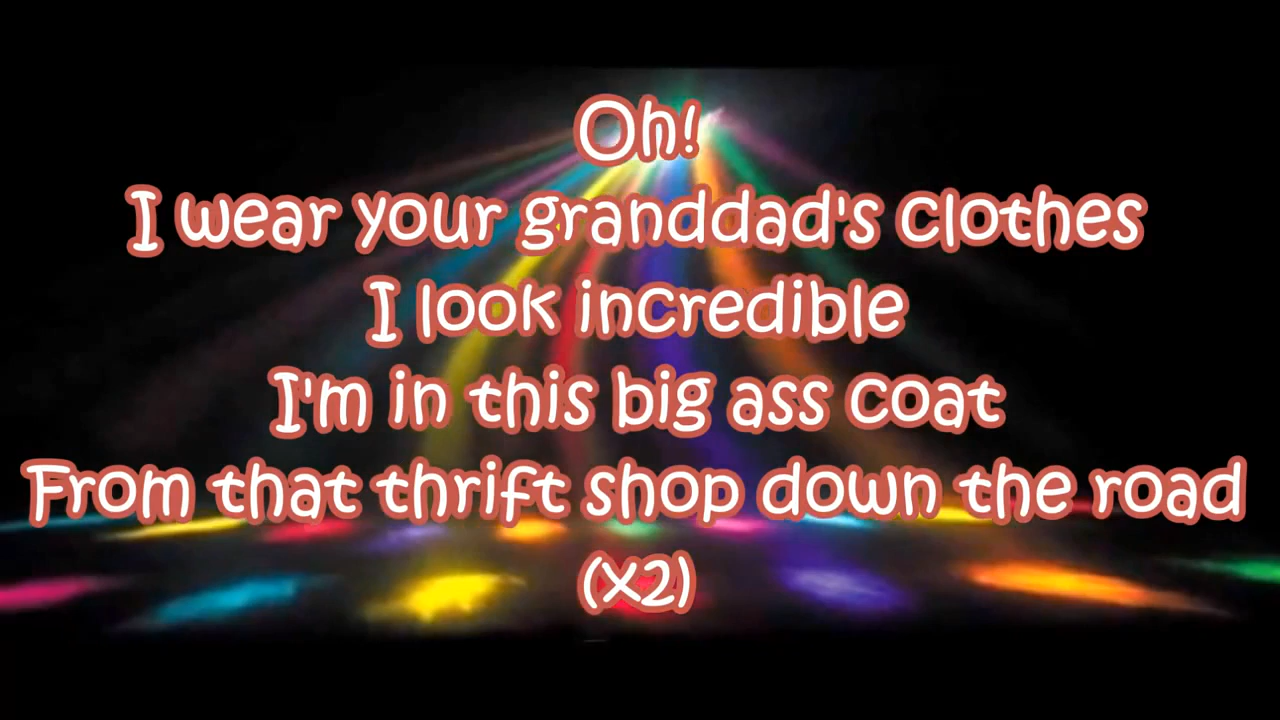 Oh!
I wear your granddad's clothes
I look incredible
I'm in this big ass coat
From that thrift shop down the road
(x2)